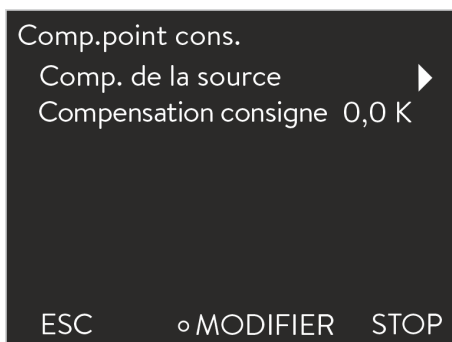 Comp.point cons.
Comp. de la source
Compensation consigne 0,0 K
ESC MODIFIER STOP